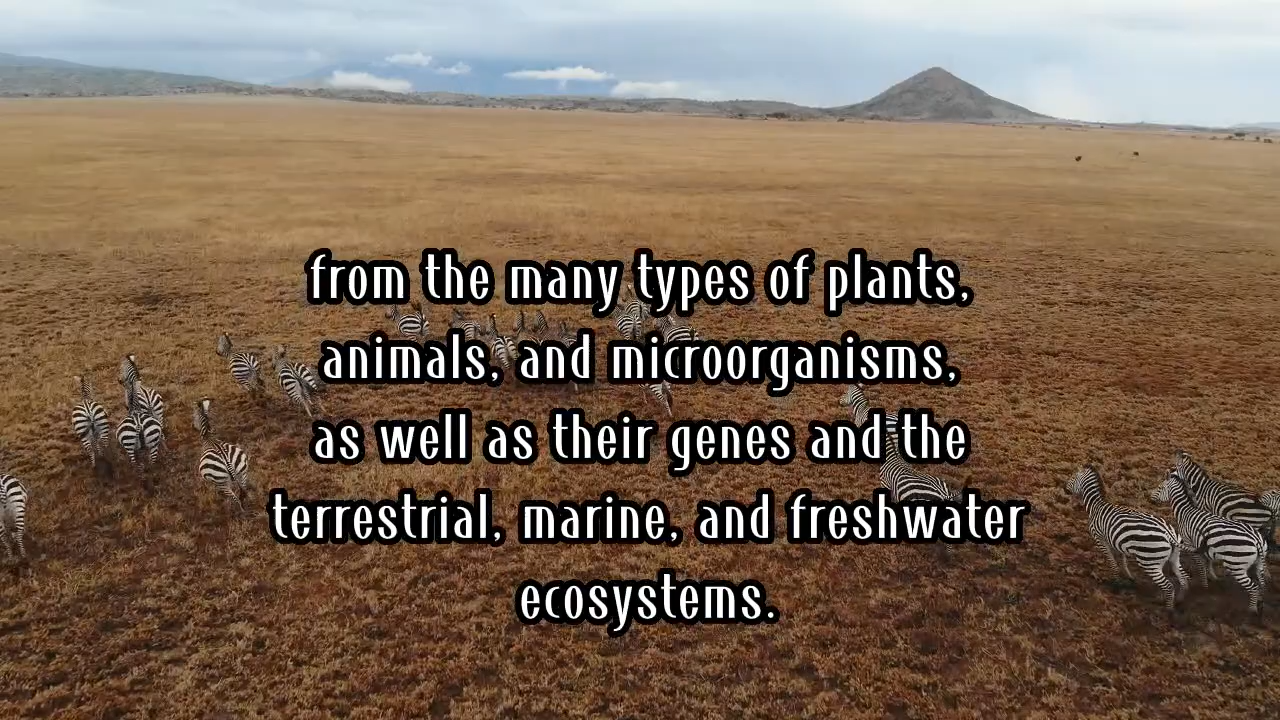 from the many types of plants,
animals, and microorganisms,
as well as their genes and the
terrestrial, marine, and freshwater
ecosystems.